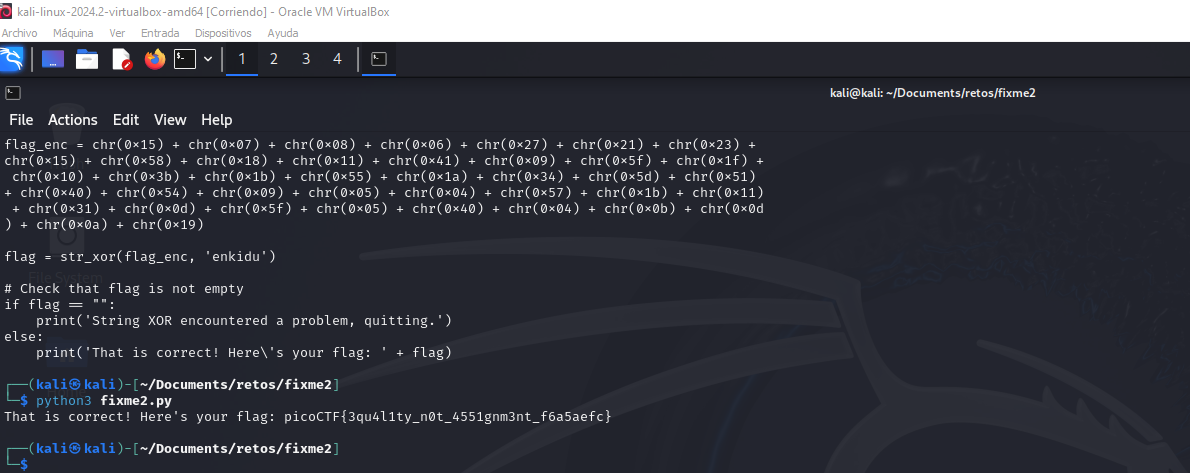 kali-linux-2024.2-virtualbox-amd64 [Corriendo] - Oracle VM VirtualBox
Archivo Máquina Ver Entrada Dispositivos Ayuda
1 2 3 4
kali@kali: ~/Documents/retos/fixme2
File Actions Edit View Help
flag_enc = chr(0×15) + chr(0×07) + chr(0×08) + chr(0×06) + chr(0×27) + chr(0×21) + chr(0×23) +
chr(0×15) + chr(0×58) + chr(0×18) + chr(0×11) + chr(0×41) + chr(0×09) + chr(0×5f) + chr(0×1f) +
chr(0×10) + chr(0×3b) + chr(0×1b) + chr(0×55) + chr(0×1a) + chr(0×34) + chr(0×5d) + chr(0×51)
+ chr(0×40) + chr(0×54) + chr(0×09) + chr(0×05) + chr(0×04) + chr(0×57) + chr(0×1b) + chr(0×11)
+ chr(0×31) + chr(0×0d) + chr(0×5f) + chr(0×05) + chr(0×40) + chr(0×04) + chr(0×0b) + chr(0×0d
) + chr(0×0a) + chr(0×19)
flag = str_xor(flag_enc, 'enkidu')
File System
# Check that flag is not empty
if flag == "":
print('String XOR encountered a problem, quitting.')
else:
print('That is correct! Here\'s your flag: ' + flag)
┌──(kali㉿kali)-[~/Documents/retos/fixme2]
└─$ python3 fixme2.py
That is correct! Here's your flag: picoCTF{3qu4l1ty_n0t_4551gnm3nt_f6a5aefc}
┌──(kali㉿kali)-[~/Documents/retos/fixme2]
└─$